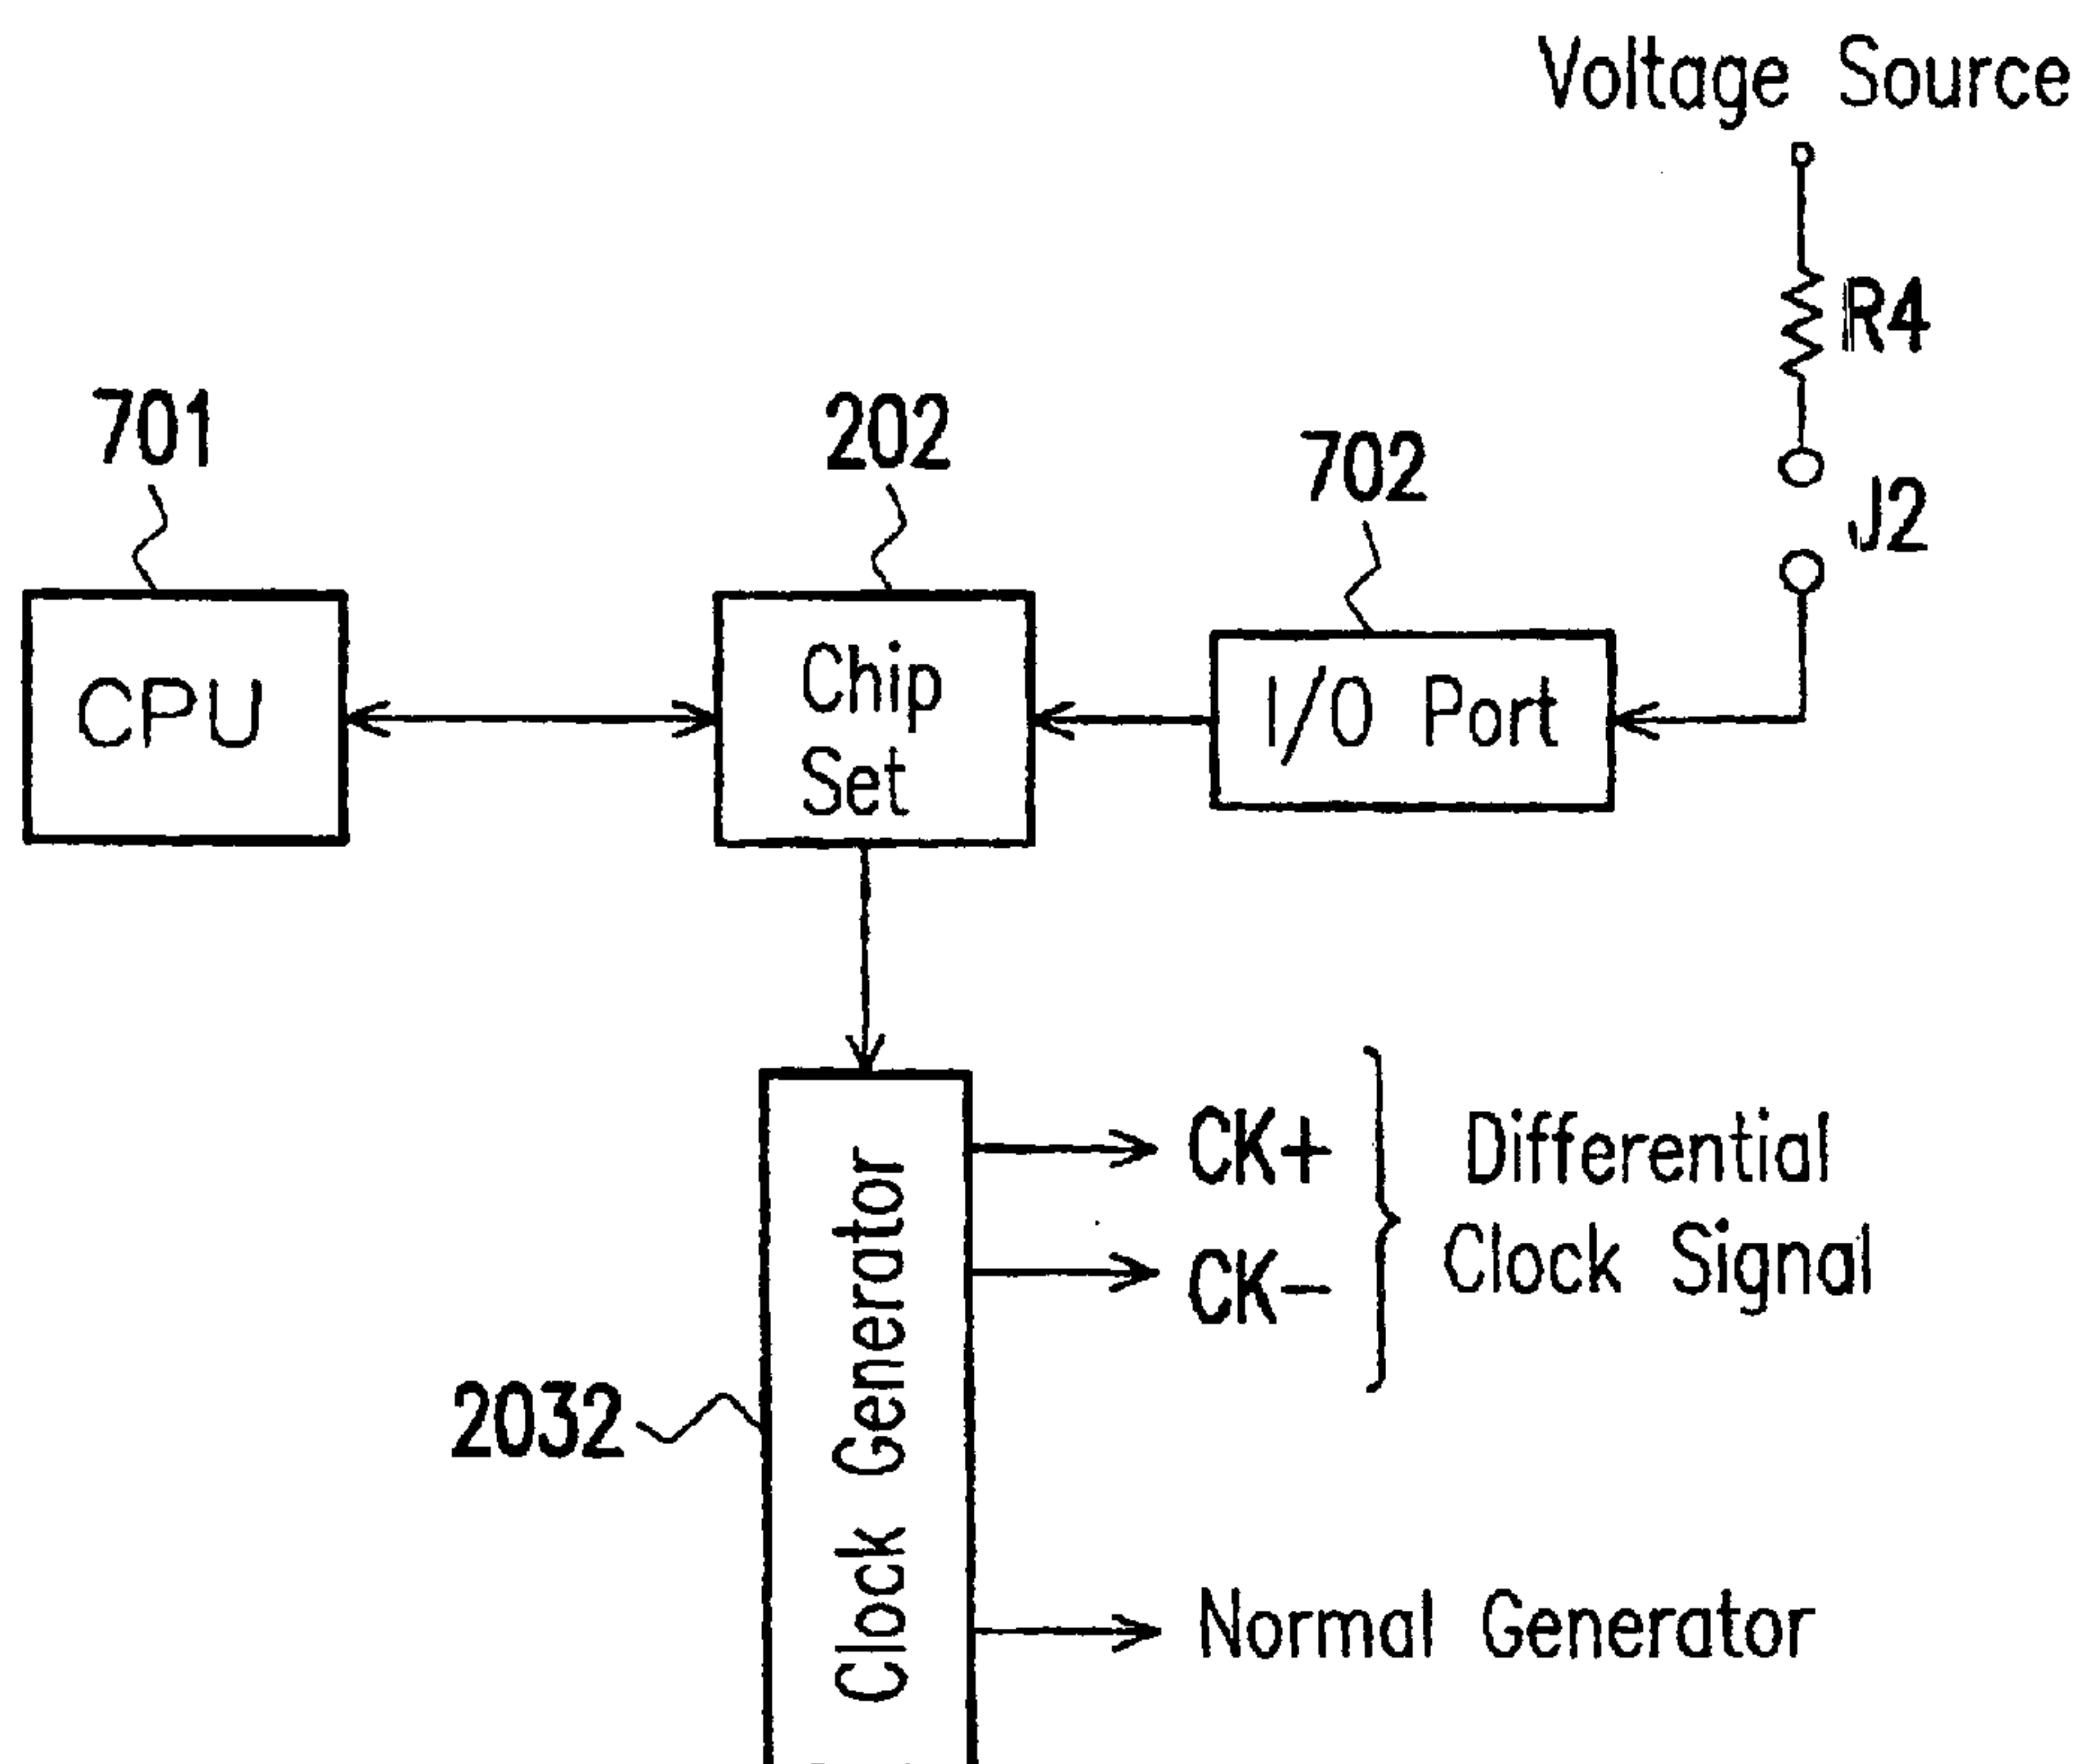 Voltage Source
R4
701
202
702
J2
CPU
Chip
Set
I/O Port
CK+
Differential
CK-
Clock Signal
Clock Generator
2032
Normal Generator